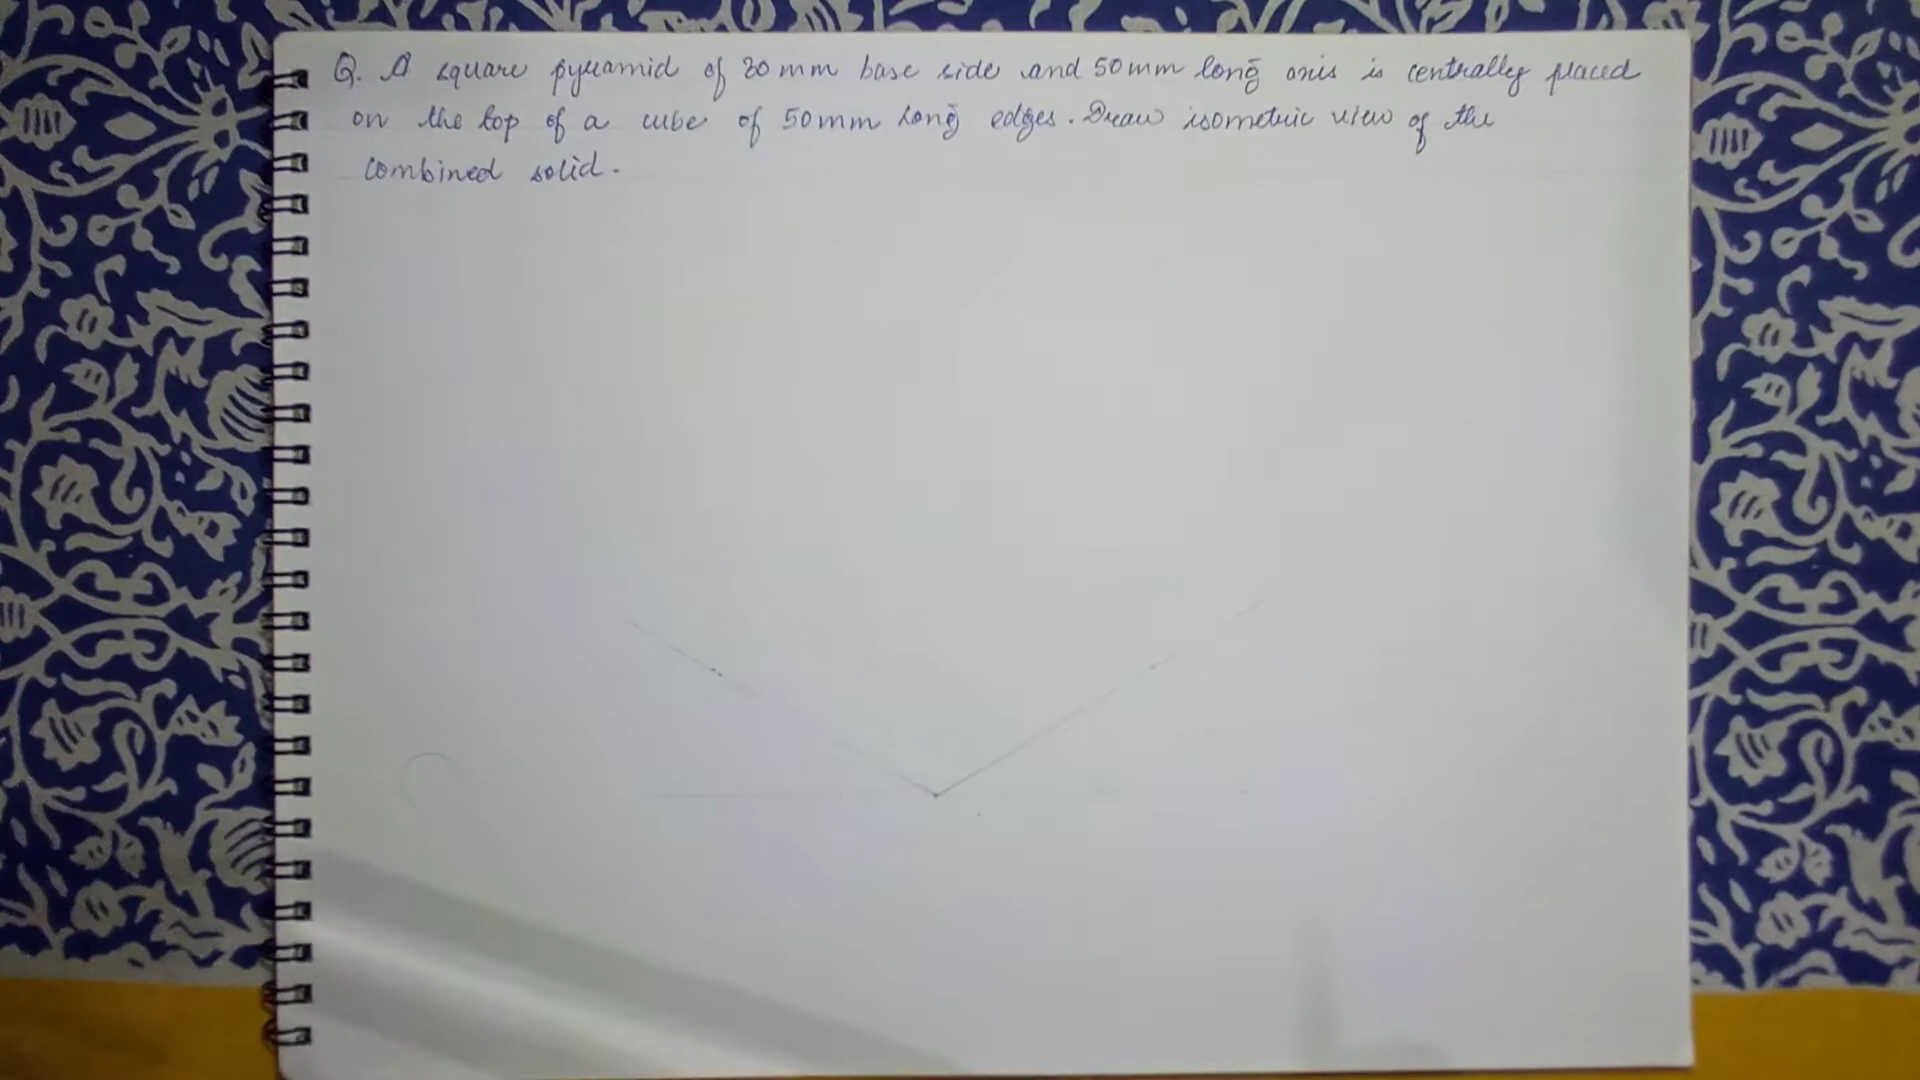 Q. A square pyramid of 30 mm base side and 50 mm long axis is centrally placed
on the top of a cube of 50 mm long edges. Draw isometric view of the
combined solid.